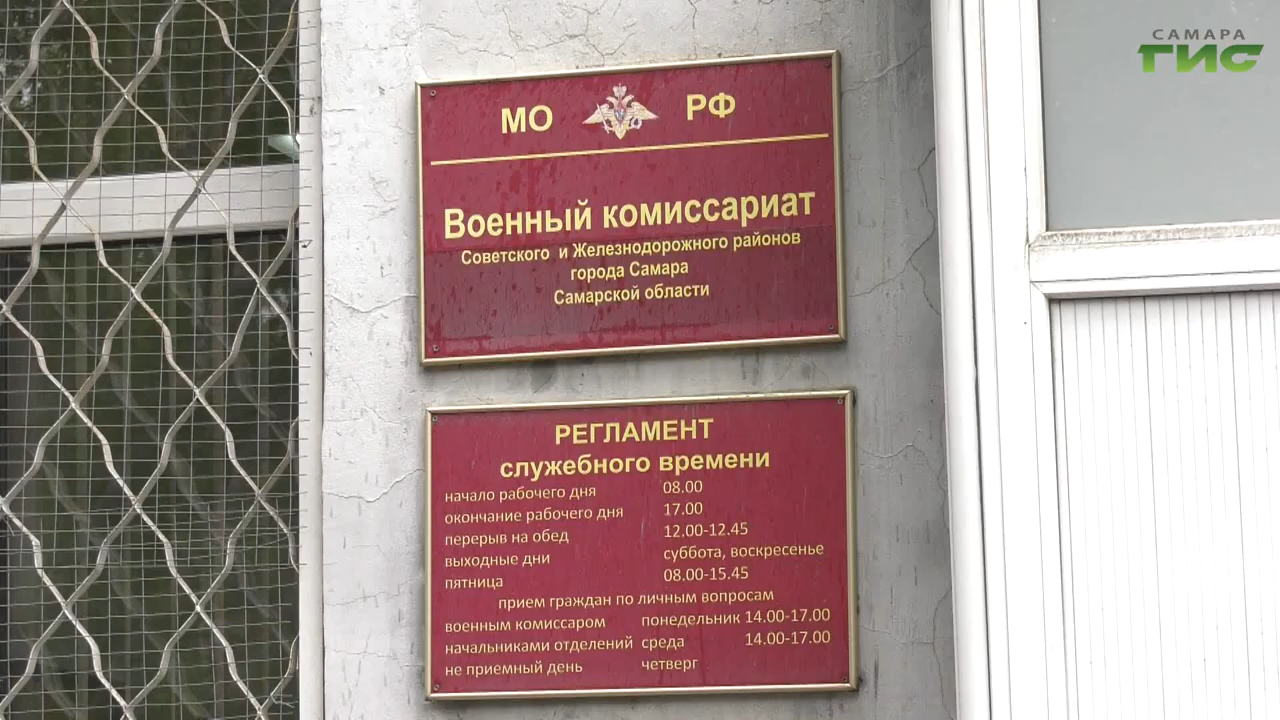 САМАРА
ГИС
МО РФ
Военный комиссариат
Советского и Железнодорожного районов
города Самара
Самарской области
РЕГЛАМЕНТ
служебного времени
начало рабочего дня 08.00
окончание рабочего дня 17.00
перерыв на обед 12.00-12.45
выходные дни суббота, воскресенье
пятница 08.00-15.45
прием граждан по личным вопросам
военным комиссаром понедельник 14.00-17.00
начальниками отделений среда 14.00-17.00
не приемный день четверг